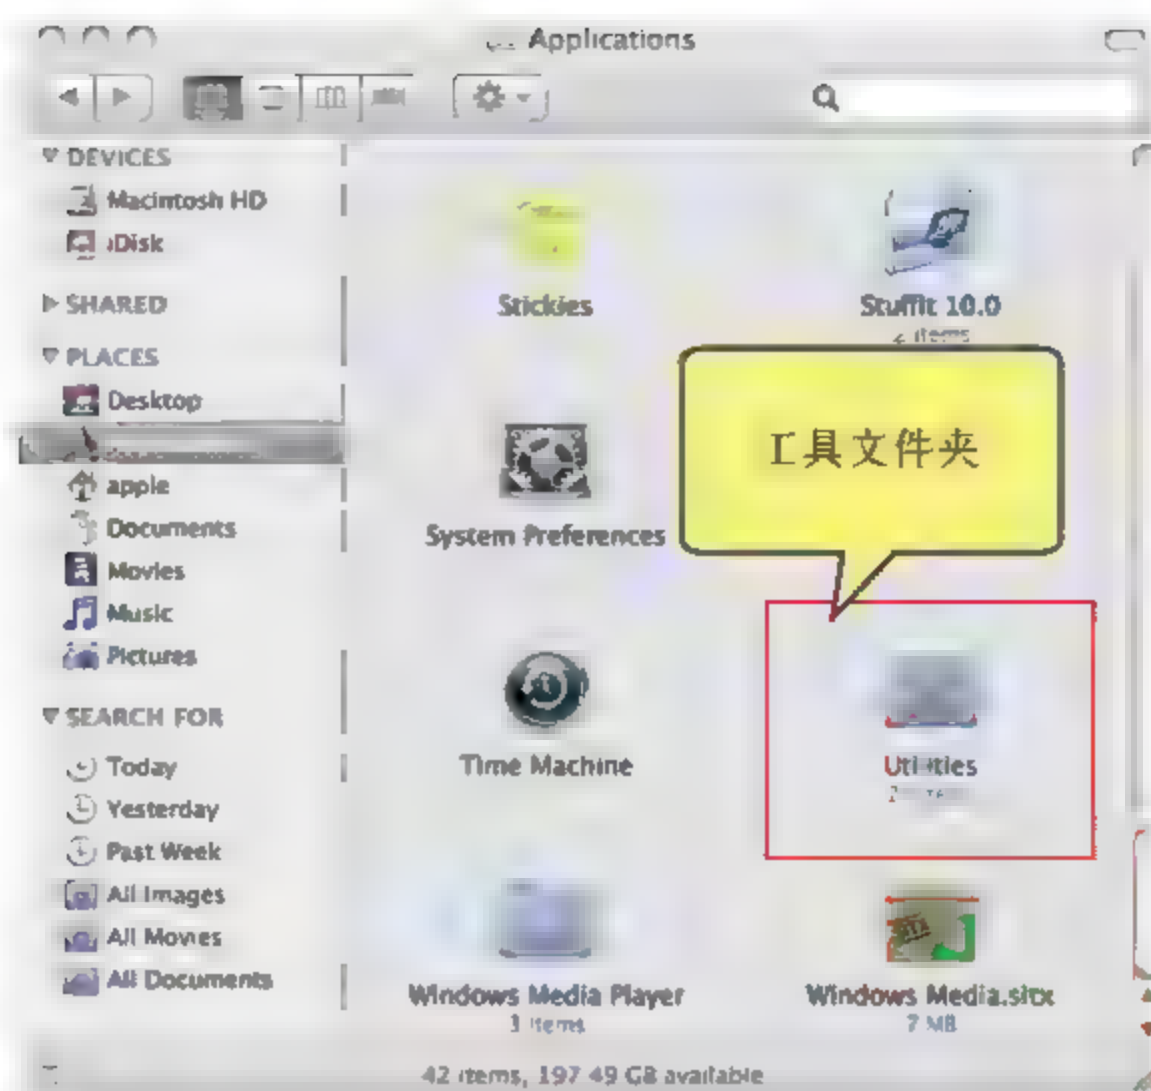 Applications
DEVICES
Macintosh HD
iDisk
SHARED
PLACES
Desktop
apple
Documents
Movies
Music
Pictures
SEARCH FOR
Today
Yesterday
Past Week
All Images
All Movies
All Documents
Stickies
StuffIt 10.0
2 items
工具文件夹
System Preferences
Time Machine
Utilities
Windows Media Player
3 items
Windows Media.sitx
7 MB
42 items, 197.49 GB available